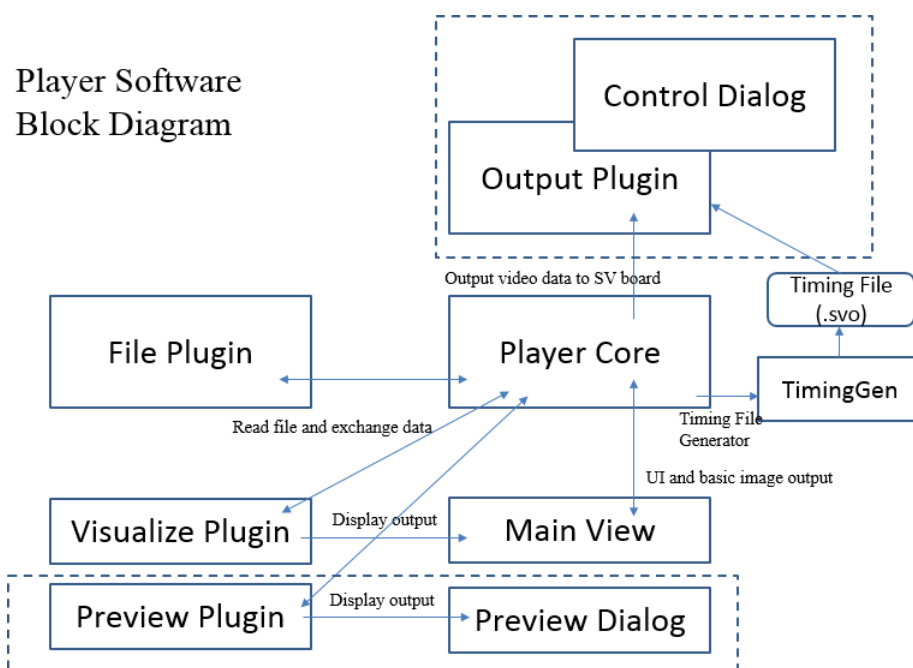 Player Software
Block Diagram
Control Dialog
Output Plugin
Output video data to SV board
Timing File
(.svo)
File Plugin
Player Core
TimingGen
Read file and exchange data
Timing File
Generator
UI and basic image output
Visualize Plugin
Display output
Main View
Preview Plugin
Display output
Preview Dialog